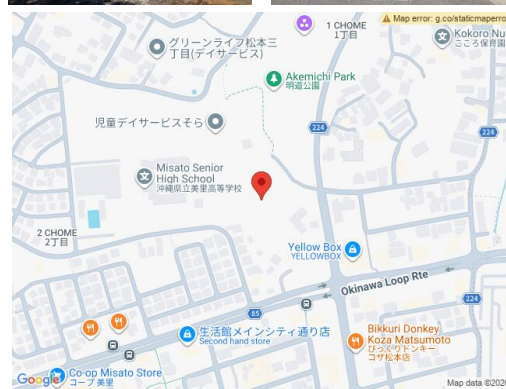 Map error: g.co/staticmaperro
1 CHOME
1丁目
Kokoro Nu
こころ保育園
グリーンライフ松本三
丁目(デイサービス)
Akemichi Park
明道公園
224
児童デイサービスそら
224
Misato Senior
High School
沖縄県立美里高等学校
2 CHOME
2丁目
Yellow Box
YELLOWBOX
Okinawa Loop Rte
224
85
生活館メインシティ通り店
Second hand store
Bikkuri Donkey
Koza Matsumoto
びっくりドンキー
コザ松本店
Co-op Misato Store
コープ 美里
Google
Map data ©2025